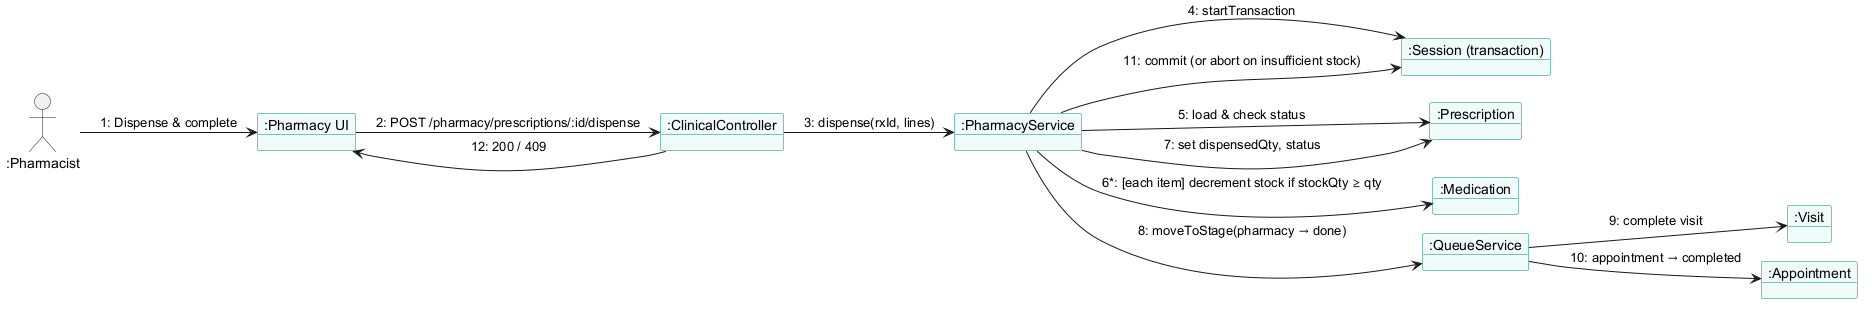 4: startTransaction
:Session (transaction)
11: commit (or abort on insufficient stock)
:Pharmacist
1: Dispense & complete
:Pharmacy UI
2: POST /pharmacy/prescriptions/:id/dispense
12: 200 / 409
:ClinicalController
3: dispense(rxId, lines)
:PharmacyService
5: load & check status
:Prescription
7: set dispensedQty, status
6*: [each item] decrement stock if stockQty ≥ qty
:Medication
8: moveToStage(pharmacy → done)
:QueueService
9: complete visit
:Visit
10: appointment → completed
:Appointment